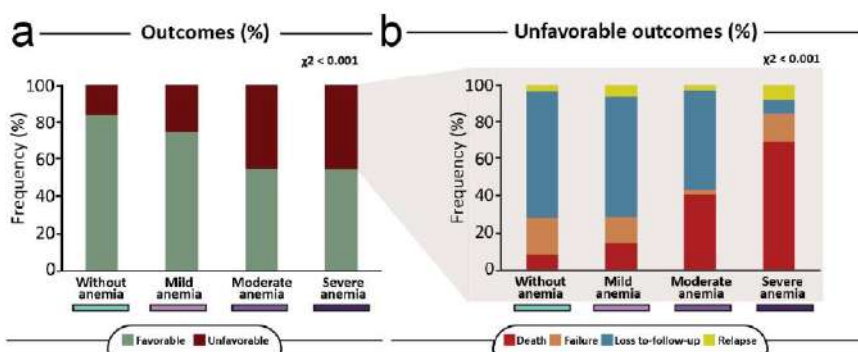 a
Outcomes (%)
χ2 < 0.001
Frequency (%)
100
80
60
40
20
0
Without anemia
Mild anemia
Moderate anemia
Severe anemia
Favorable Unfavorable
b
Unfavorable outcomes (%)
χ2 < 0.001
Frequency (%)
100
80
60
40
20
0
Without anemia
Mild anemia
Moderate anemia
Severe anemia
Death Failure Loss to-follow-up Relapse